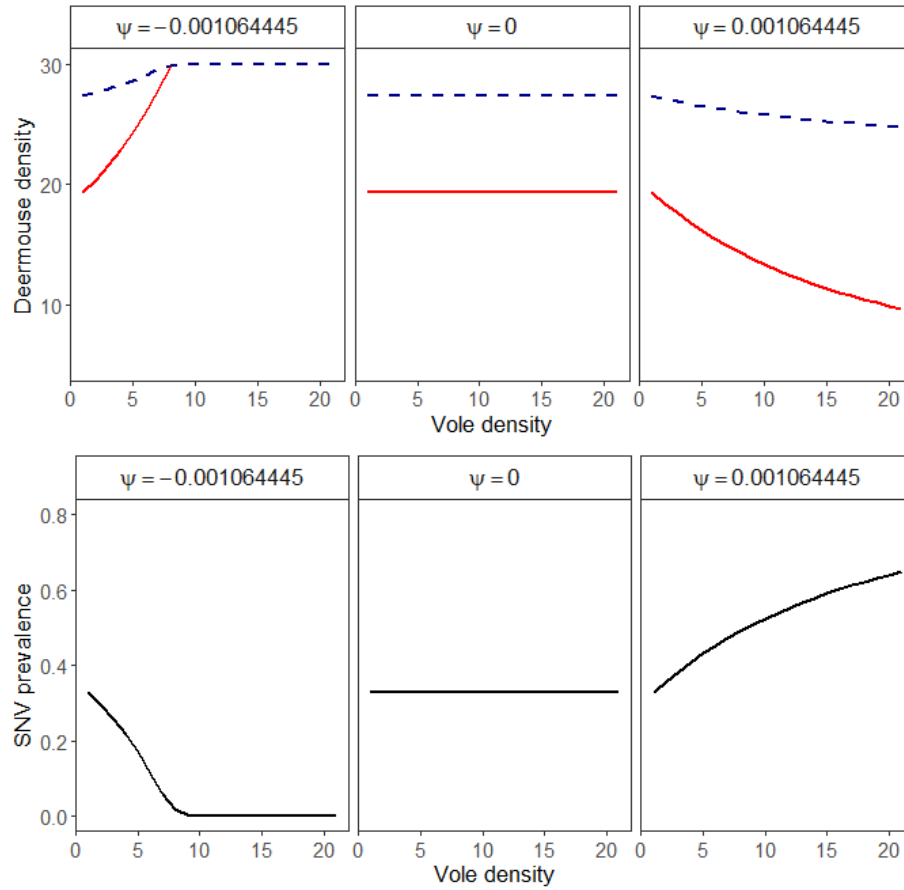 ψ = −0.001064445 ψ = 0 ψ = 0.001064445
Deermouse density
30
20
10
0 5 10 15 20 0 5 10 15 20 0 5 10 15 20
Vole density
ψ = −0.001064445 ψ = 0 ψ = 0.001064445
SNV prevalence
0.8
0.6
0.4
0.2
0.0
0 5 10 15 20 0 5 10 15 20 0 5 10 15 20
Vole density